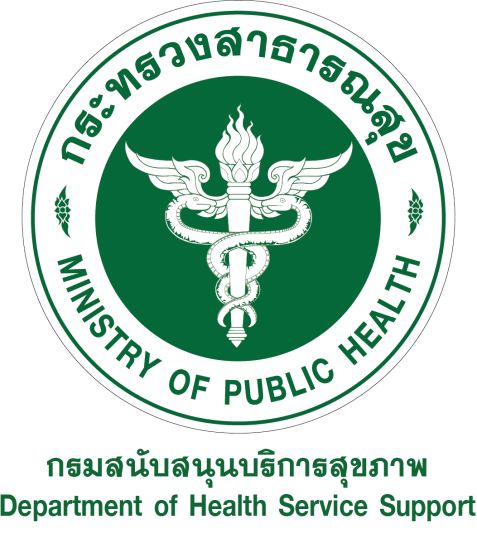 กระทรวงสาธารณสุข
MINISTRY OF PUBLIC HEALTH
กรมสนับสนุนบริการสุขภาพ
Department of Health Service Support